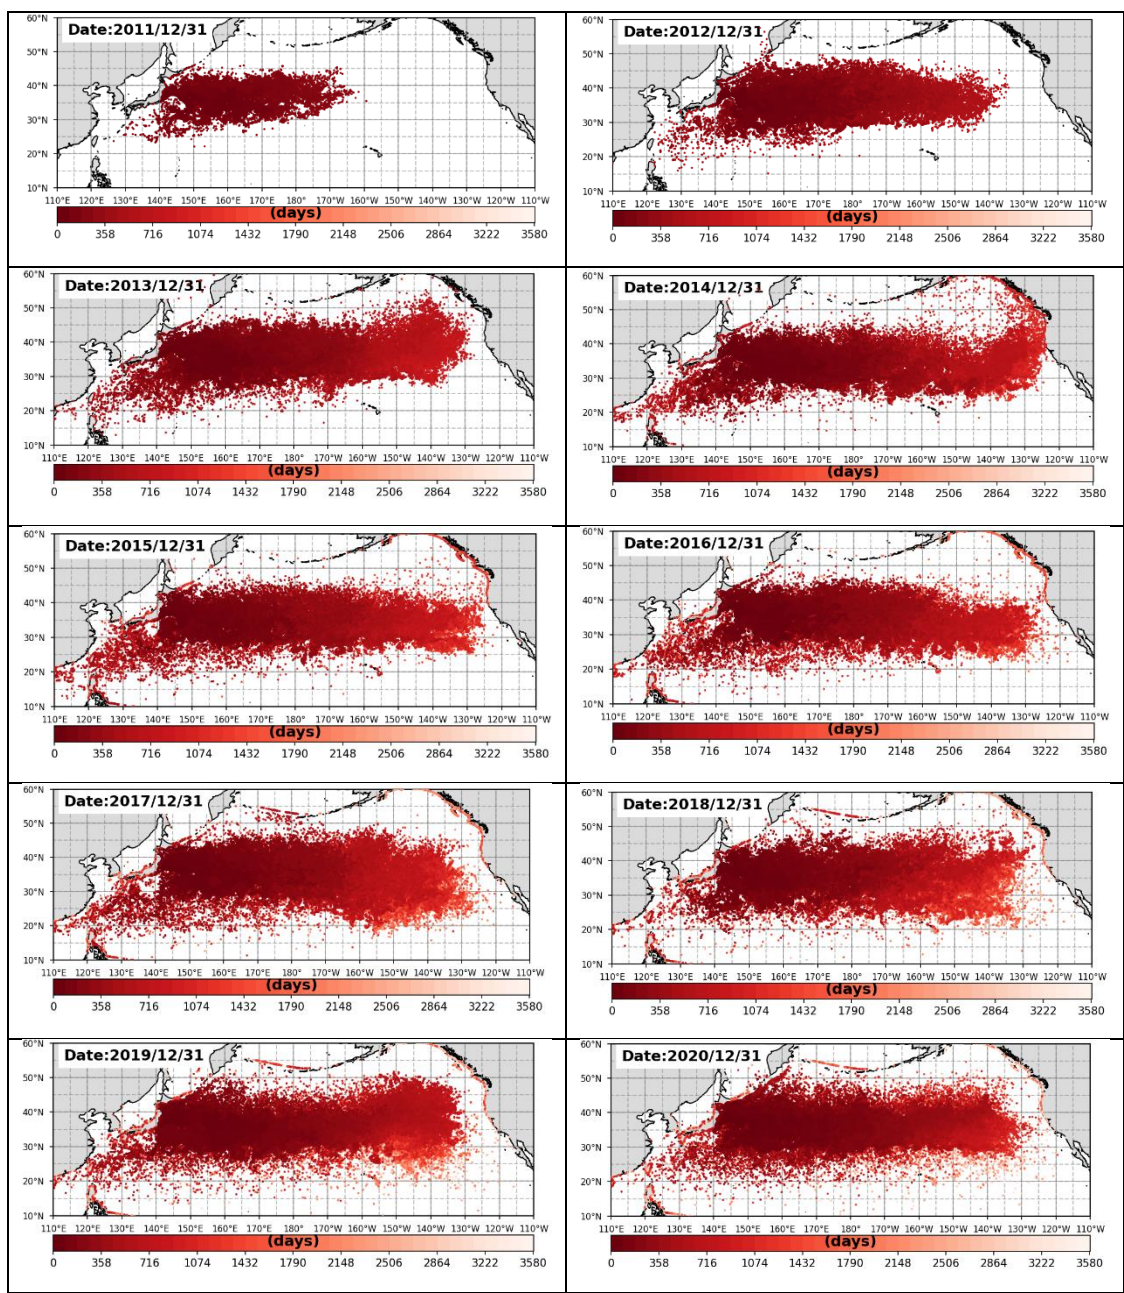 Date:2011/12/31
60°N
50°N
40°N
30°N
20°N
10°N
110°E 120°E 130°E 140°E 150°E 160°E 170°E 180° 170°W 160°W 150°W 140°W 130°W 120°W 110°W
(days)
0 358 716 1074 1432 1790 2148 2506 2864 3222 3580
Date:2012/12/31
60°N
50°N
40°N
30°N
20°N
10°N
110°E 120°E 130°E 140°E 150°E 160°E 170°E 180° 170°W 160°W 150°W 140°W 130°W 120°W 110°W
(days)
0 358 716 1074 1432 1790 2148 2506 2864 3222 3580
Date:2013/12/31
60°N
50°N
40°N
30°N
20°N
10°N
110°E 120°E 130°E 140°E 150°E 160°E 170°E 180° 170°W 160°W 150°W 140°W 130°W 120°W 110°W
(days)
0 358 716 1074 1432 1790 2148 2506 2864 3222 3580
Date:2014/12/31
60°N
50°N
40°N
30°N
20°N
10°N
110°E 120°E 130°E 140°E 150°E 160°E 170°E 180° 170°W 160°W 150°W 140°W 130°W 120°W 110°W
(days)
0 358 716 1074 1432 1790 2148 2506 2864 3222 3580
Date:2015/12/31
60°N
50°N
40°N
30°N
20°N
10°N
110°E 120°E 130°E 140°E 150°E 160°E 170°E 180° 170°W 160°W 150°W 140°W 130°W 120°W 110°W
(days)
0 358 716 1074 1432 1790 2148 2506 2864 3222 3580
Date:2016/12/31
60°N
50°N
40°N
30°N
20°N
10°N
110°E 120°E 130°E 140°E 150°E 160°E 170°E 180° 170°W 160°W 150°W 140°W 130°W 120°W 110°W
(days)
0 358 716 1074 1432 1790 2148 2506 2864 3222 3580
Date:2017/12/31
60°N
50°N
40°N
30°N
20°N
10°N
110°E 120°E 130°E 140°E 150°E 160°E 170°E 180° 170°W 160°W 150°W 140°W 130°W 120°W 110°W
(days)
0 358 716 1074 1432 1790 2148 2506 2864 3222 3580
Date:2018/12/31
60°N
50°N
40°N
30°N
20°N
10°N
110°E 120°E 130°E 140°E 150°E 160°E 170°E 180° 170°W 160°W 150°W 140°W 130°W 120°W 110°W
(days)
0 358 716 1074 1432 1790 2148 2506 2864 3222 3580
Date:2019/12/31
60°N
50°N
40°N
30°N
20°N
10°N
110°E 120°E 130°E 140°E 150°E 160°E 170°E 180° 170°W 160°W 150°W 140°W 130°W 120°W 110°W
(days)
0 358 716 1074 1432 1790 2148 2506 2864 3222 3580
Date:2020/12/31
60°N
50°N
40°N
30°N
20°N
10°N
110°E 120°E 130°E 140°E 150°E 160°E 170°E 180° 170°W 160°W 150°W 140°W 130°W 120°W 110°W
(days)
0 358 716 1074 1432 1790 2148 2506 2864 3222 3580